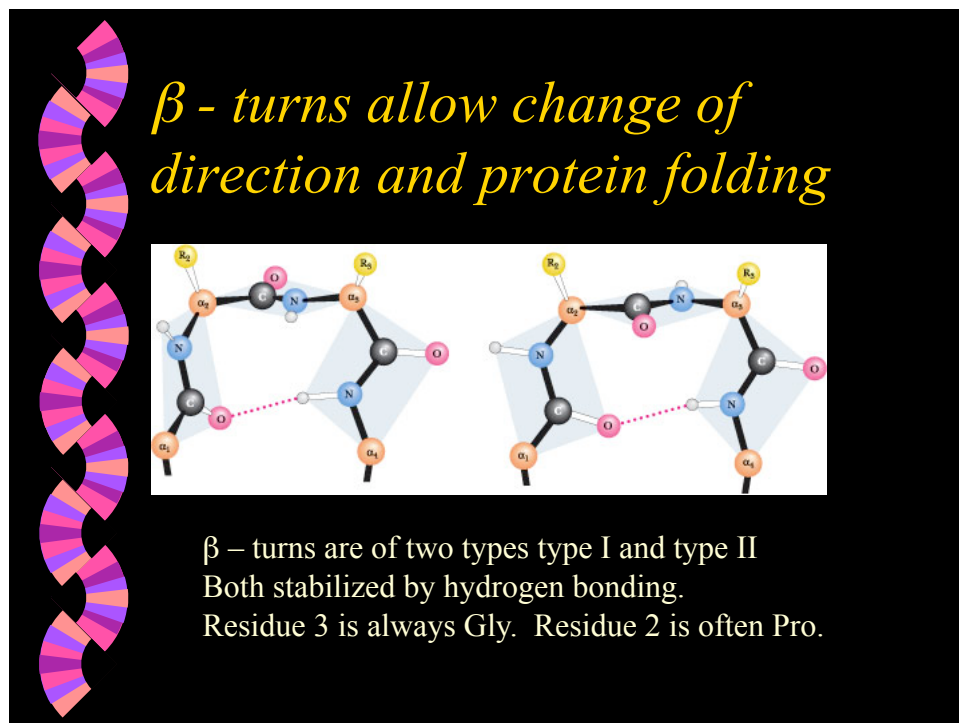 β - turns allow change of
direction and protein folding
R₂ O R₃ R₂ R₃
α₂ C N α₃ α₂ C N α₃
O
N C O N C O
C O N C O N
α₁ α₄ α₁ α₄
β – turns are of two types type I and type II
Both stabilized by hydrogen bonding.
Residue 3 is always Gly. Residue 2 is often Pro.